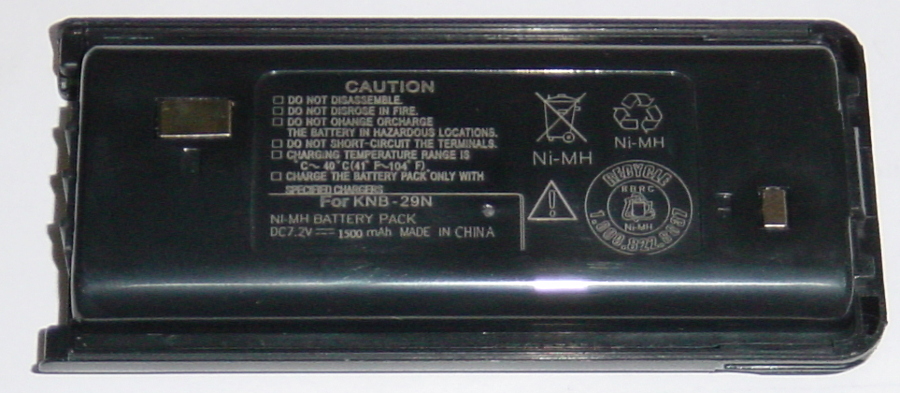 CAUTION
□ DO NOT DISASSEMBLE.
□ DO NOT DISROSE IN FIRE.
□ DO NOT CHANGE ORCHARGE
THE BATTERY IN HAZARDOUS LOCATIONS.
□ DO NOT SHORT-CIRCUIT THE TERMINALS.
□ CHARGING TEMPERATURE RANGE IS
°C~ 40°C(41°F~104°F).
□ CHARGE THE BATTERY PACK ONLY WITH
SPECIFIED CHARGERS
For KNB-29N
NI-MH BATTERY PACK
DC7.2V 1500 mAh MADE IN CHINA
Ni-MH
Ni-MH
RECYCLE
RBRC
Ni-MH
1.800.822.8837